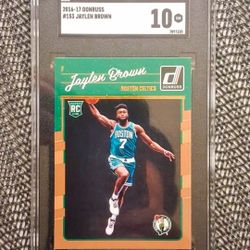 2016-17 DONRUSS
#153 JAYLEN BROWN
10
Jaylen Brown
DONRUSS
BOSTON CELTICS
RC
BOSTON
7